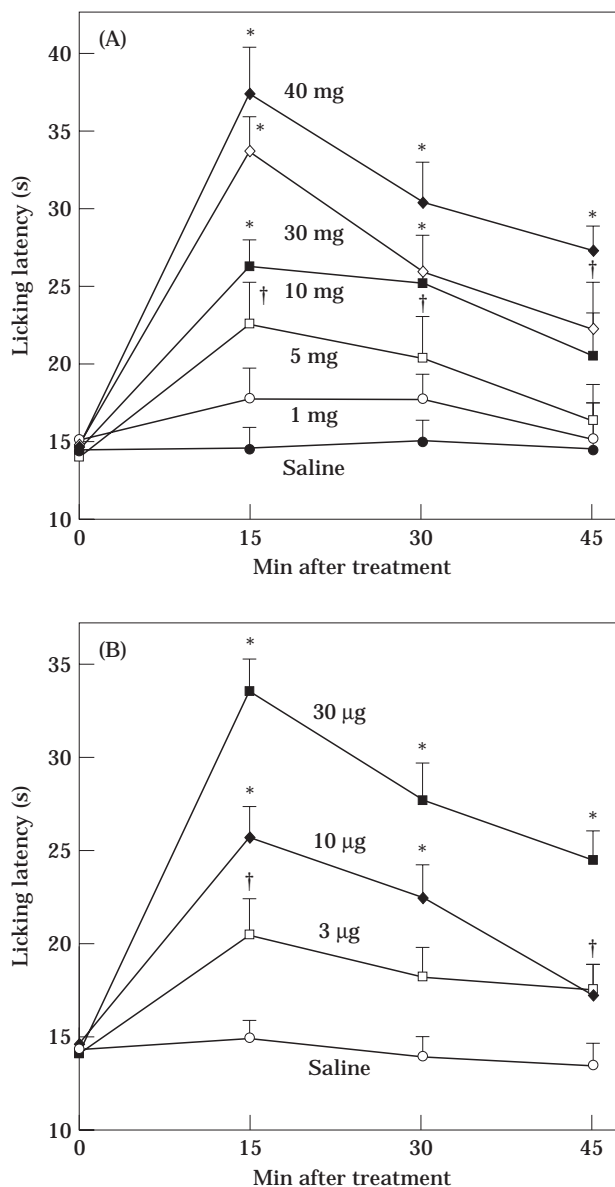 (A)
40
35
30
25
20
15
10
Licking latency (s)
*
40 mg
*
*
*
30 mg
*
*
†
10 mg
†
†
5 mg
1 mg
Saline
0
15
30
45
Min after treatment
(B)
35
30
25
20
15
10
Licking latency (s)
*
30 µg
*
*
10 µg
*
*
†
3 µg
†
Saline
0
15
30
45
Min after treatment